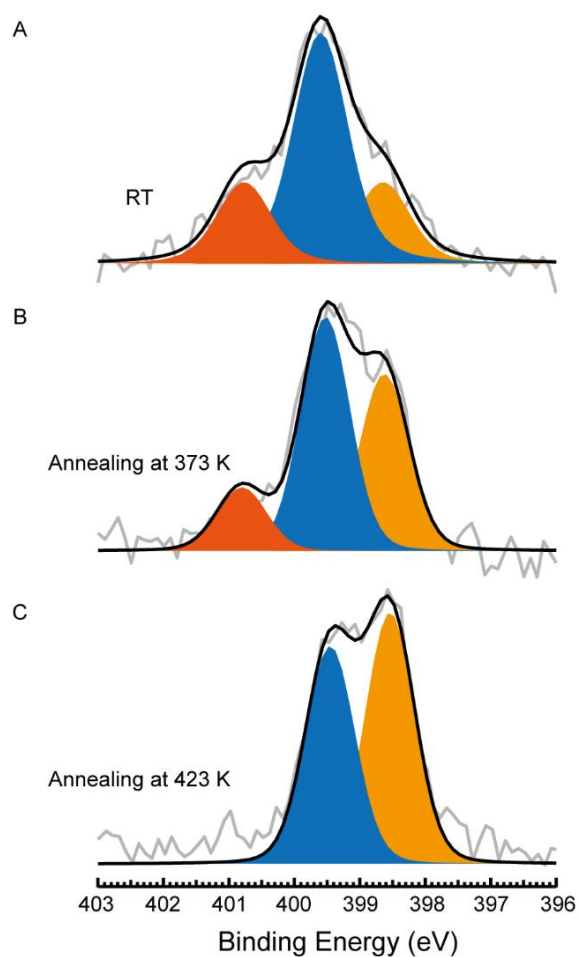 A
RT
B
Annealing at 373 K
C
Annealing at 423 K
403 402 401 400 399 398 397 396
Binding Energy (eV)